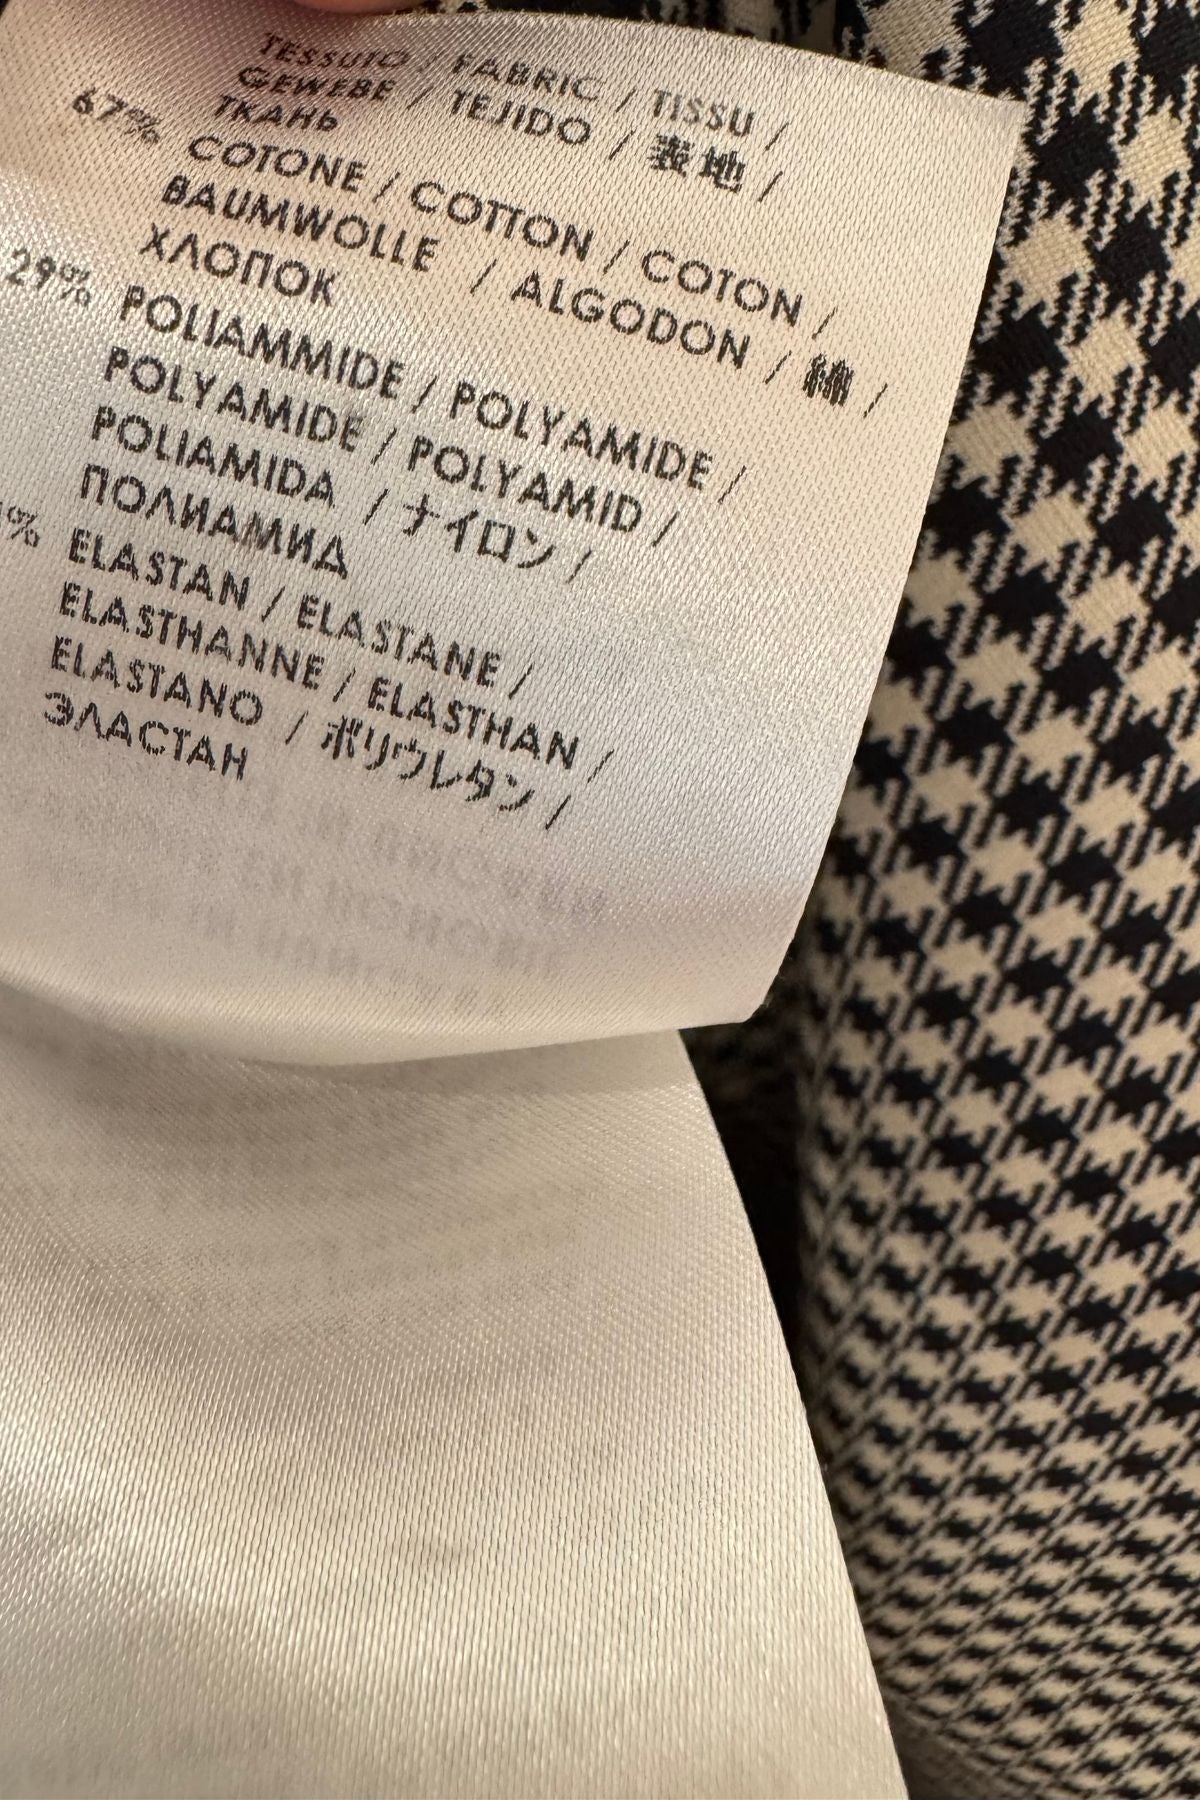 TESSUTO / FABRIC / TISSU /
GEWEBE / TEJIDO / 表地 /
ТКАНЬ
67% COTONE / COTTON / COTON /
BAUMWOLLE / ALGODON / 綿 /
ХЛОПОК
29% POLIAMMIDE / POLYAMIDE /
POLYAMIDE / POLYAMID /
POLIAMIDA / ナイロン /
ПОЛИАМИД
% ELASTAN / ELASTANE /
ELASTHANNE / ELASTHAN /
ELASTANO / ポリウレタン /
ЭЛАСТАН